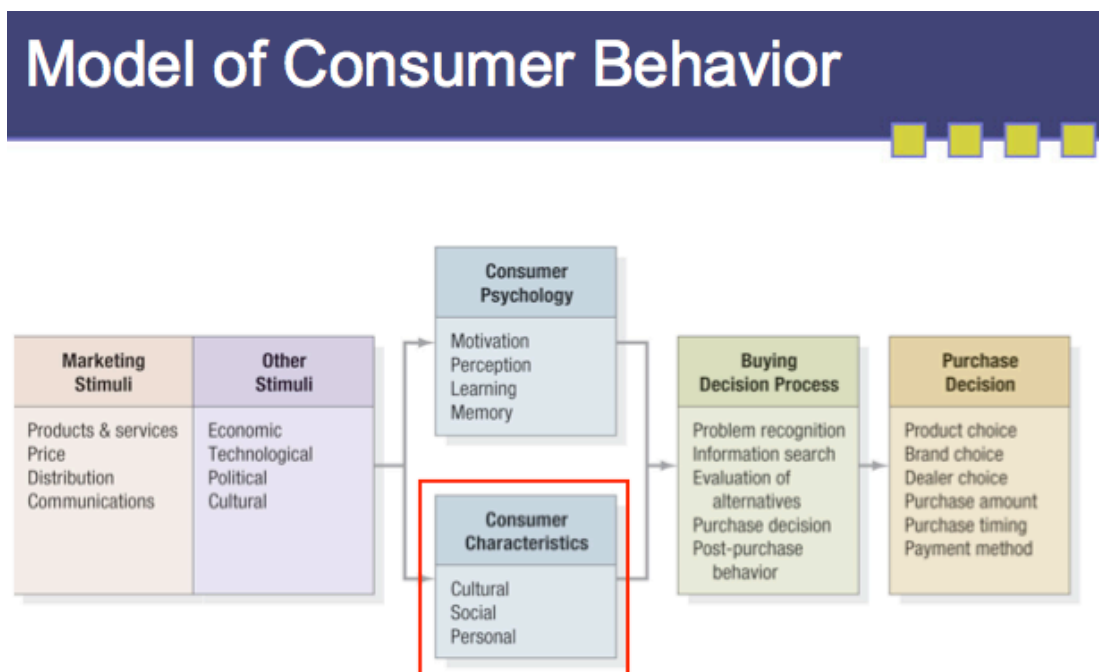 Model of Consumer Behavior
Marketing
Stimuli
Products & services
Price
Distribution
Communications
Other
Stimuli
Economic
Technological
Political
Cultural
Consumer
Psychology
Motivation
Perception
Learning
Memory
Consumer
Characteristics
Cultural
Social
Personal
Buying
Decision Process
Problem recognition
Information search
Evaluation of
alternatives
Purchase decision
Post-purchase
behavior
Purchase
Decision
Product choice
Brand choice
Dealer choice
Purchase amount
Purchase timing
Payment method